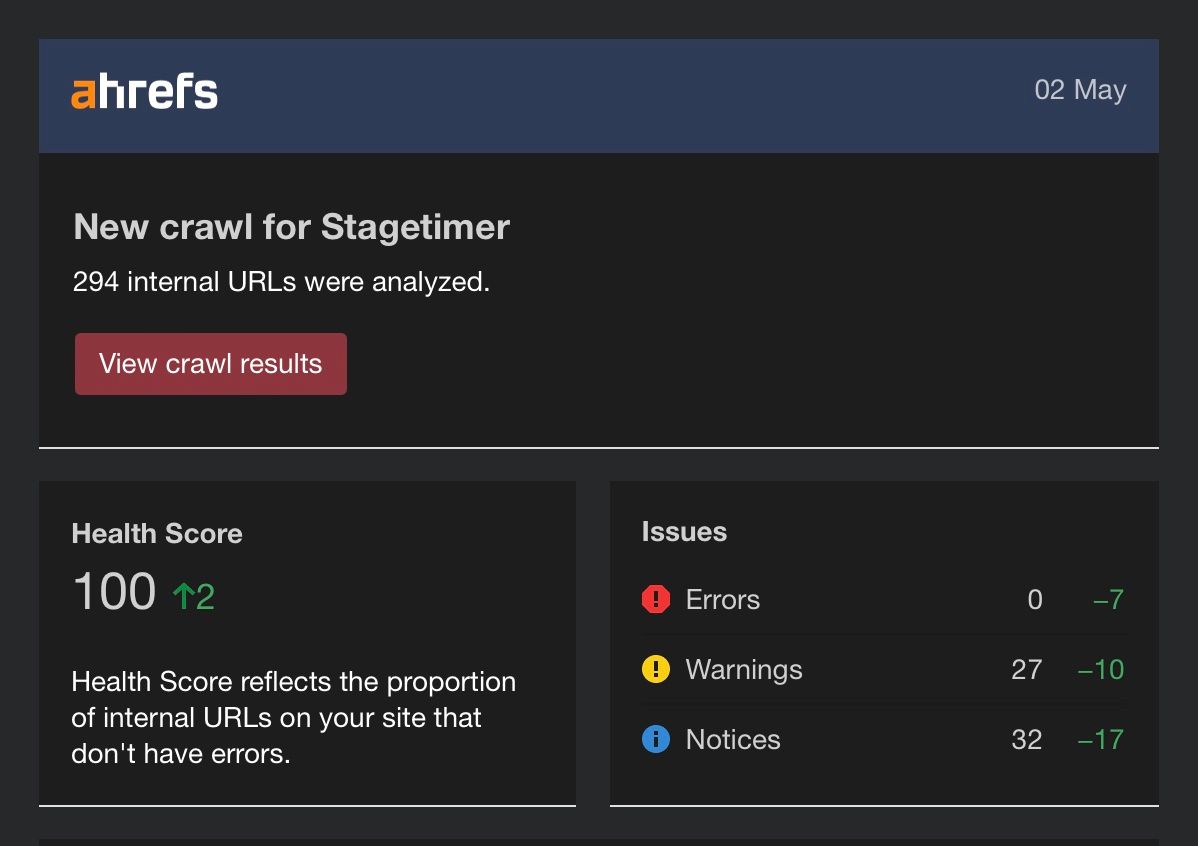 ahrefs
02 May
New crawl for Stagetimer
294 internal URLs were analyzed.
View crawl results
Health Score
100 ↑2
Health Score reflects the proportion
of internal URLs on your site that
don't have errors.
Issues
Errors 0 –7
Warnings 27 –10
Notices 32 –17